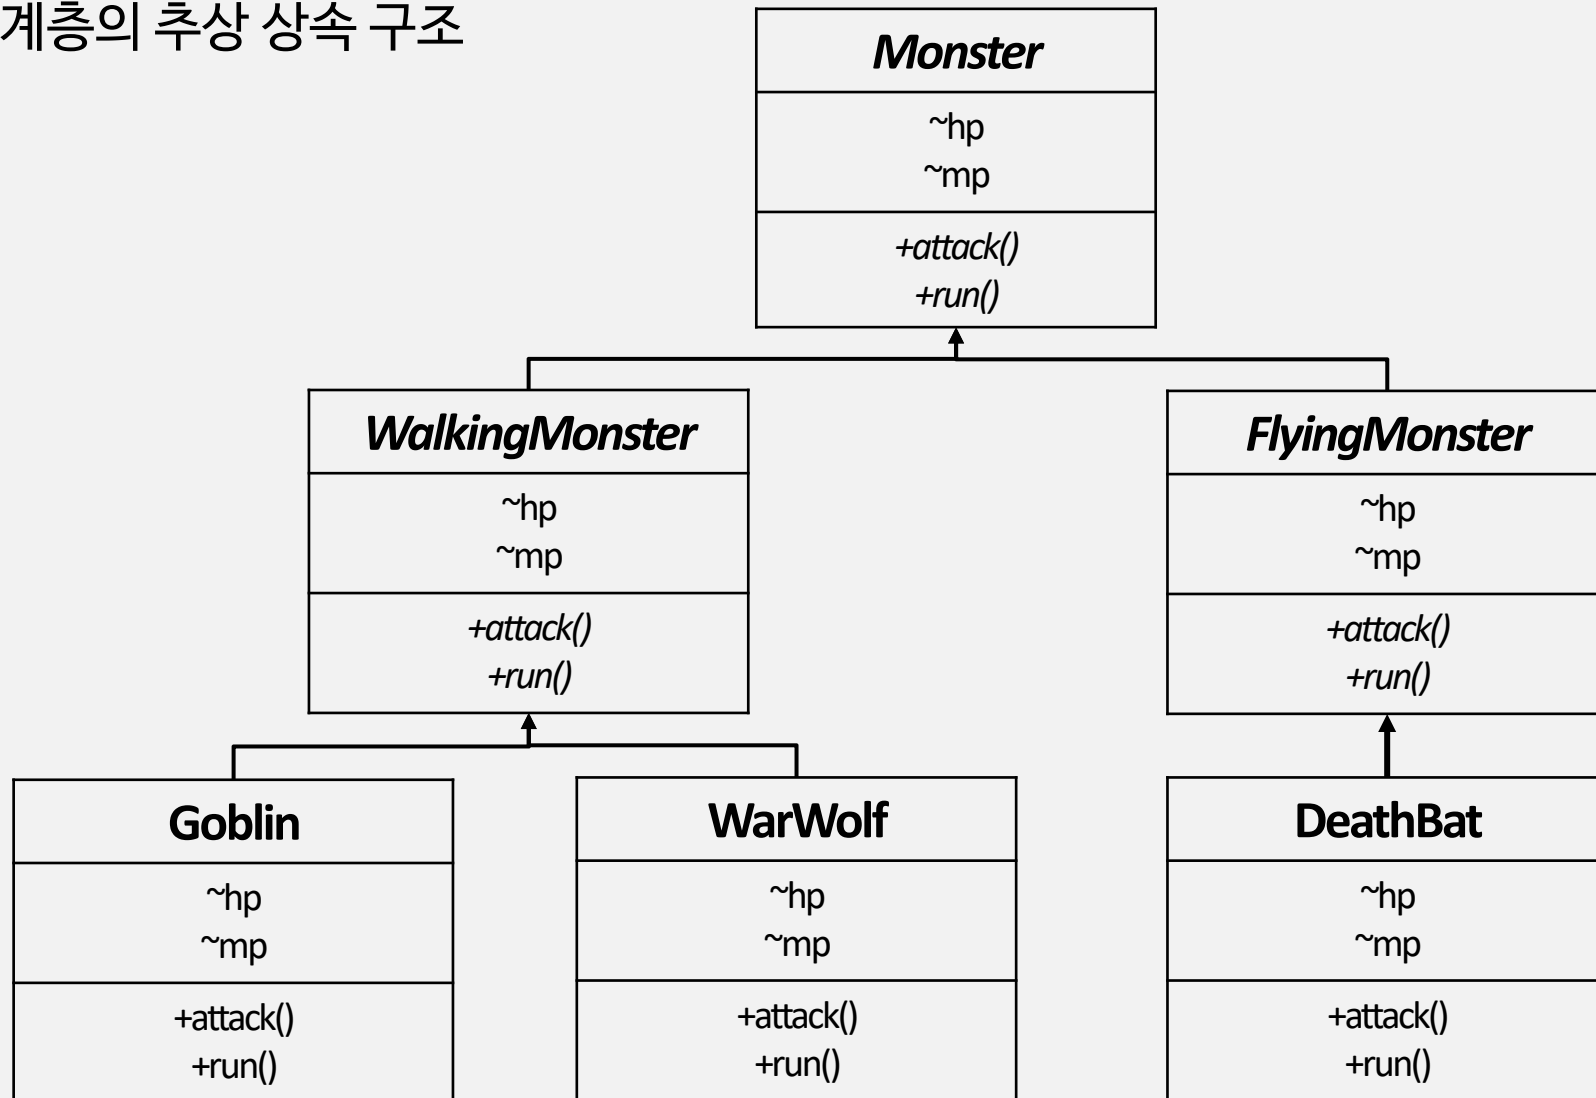 계층의 추상 상속 구조
Monster
~hp
~mp
+attack()
+run()
WalkingMonster
~hp
~mp
+attack()
+run()
FlyingMonster
~hp
~mp
+attack()
+run()
Goblin
~hp
~mp
+attack()
+run()
WarWolf
~hp
~mp
+attack()
+run()
DeathBat
~hp
~mp
+attack()
+run()